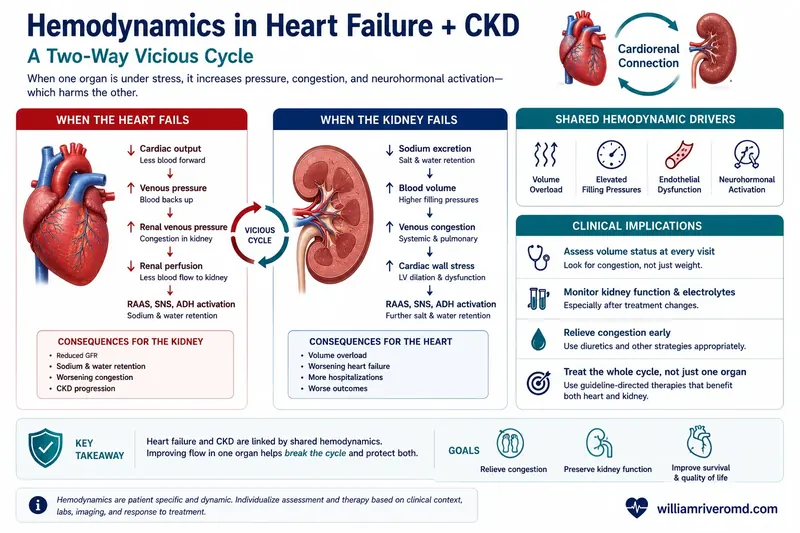 Hemodynamics in Heart Failure + CKD
A Two-Way Vicious Cycle
When one organ is under stress, it increases pressure, congestion, and neurohormonal activation—
which harms the other.
Cardiorenal
Connection
WHEN THE HEART FAILS
↓ Cardiac output
Less blood forward
↑ Venous pressure
Blood backs up
↑ Renal venous pressure
Congestion in kidney
↓ Renal perfusion
Less blood flow to kidney
RAAS, SNS, ADH activation
Sodium & water retention
CONSEQUENCES FOR THE KIDNEY
• Reduced GFR
• Sodium & water retention
• Worsening congestion
• CKD progression
VICIOUS
CYCLE
WHEN THE KIDNEY FAILS
↓ Sodium excretion
Salt & water retention
↑ Blood volume
Higher filling pressures
↑ Venous congestion
Systemic & pulmonary
↑ Cardiac wall stress
LV dilation & dysfunction
RAAS, SNS, ADH activation
Further salt & water retention
CONSEQUENCES FOR THE HEART
• Volume overload
• Worsening heart failure
• More hospitalizations
• Worse outcomes
SHARED HEMODYNAMIC DRIVERS
Volume
Overload
Elevated
Filling Pressures
Endothelial
Dysfunction
Neurohormonal
Activation
CLINICAL IMPLICATIONS
Assess volume status at every visit
Look for congestion, not just weight.
Monitor kidney function & electrolytes
Especially after treatment changes.
Relieve congestion early
Use diuretics and other strategies appropriately.
Treat the whole cycle, not just one organ
Use guideline-directed therapies that benefit
both heart and kidney.
KEY
TAKEAWAY
Heart failure and CKD are linked by shared hemodynamics.
Improving flow in one organ helps break the cycle and protect both.
GOALS
Relieve congestion
Preserve kidney function
Improve survival
& quality of life
Hemodynamics are patient specific and dynamic. Individualize assessment and therapy based on clinical context,
labs, imaging, and response to treatment.
williamriveromd.com